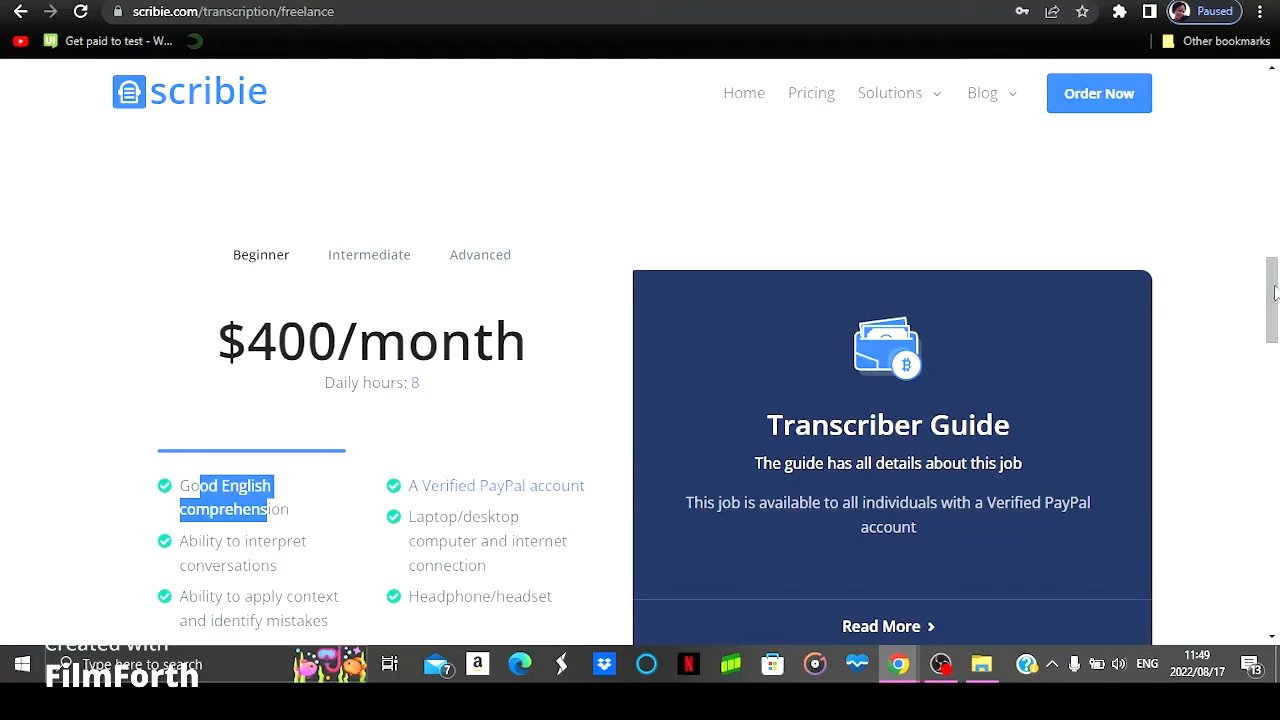 scribie.com/transcription/freelance
Paused
Get paid to test - W...
Other bookmarks
scribie
Home
Pricing
Solutions
Blog
Order Now
Beginner
Intermediate
Advanced
$400/month
Daily hours: 8
Good English
comprehension
Ability to interpret
conversations
Ability to apply context
and identify mistakes
A Verified PayPal account
Laptop/desktop
computer and internet
connection
Headphone/headset
Transcriber Guide
The guide has all details about this job
This job is available to all individuals with a Verified PayPal
account
Read More
Created with
FilmForth
Type here to search
7
a
N
ENG
11:49
2022/08/17
13